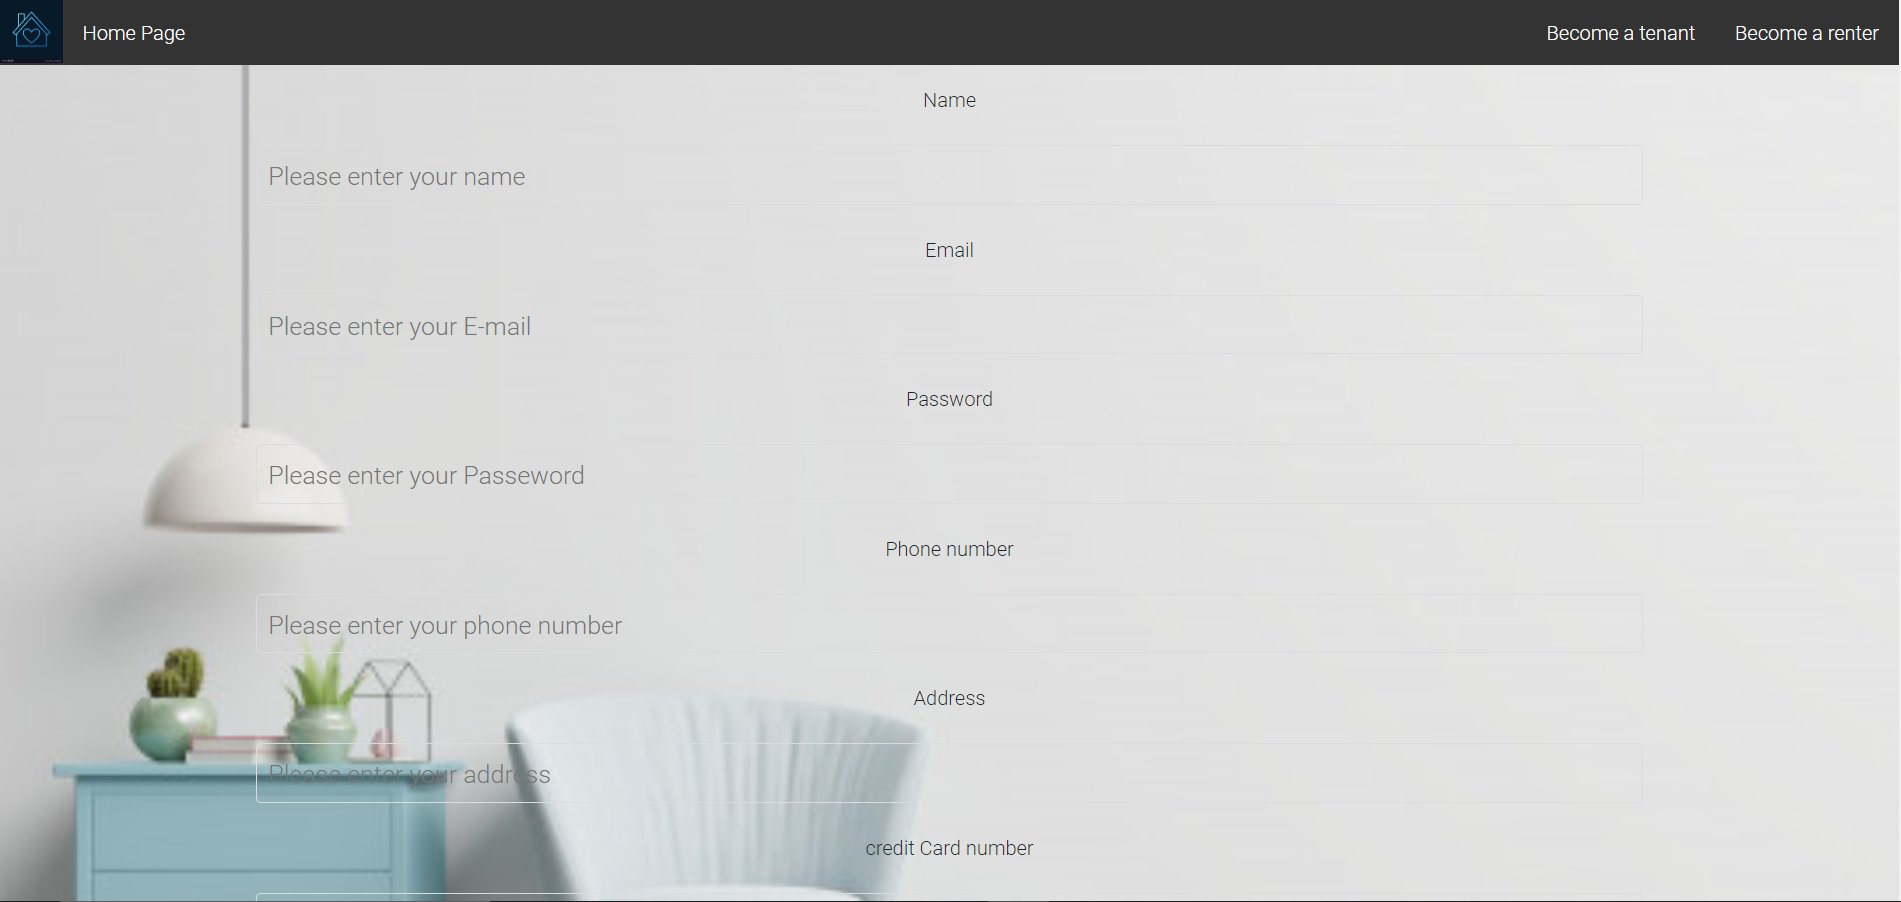 Home Page
Become a tenant
Become a renter
Name
Please enter your name
Email
Please enter your E-mail
Password
Please enter your Passeword
Phone number
Please enter your phone number
Address
Please enter your address
credit Card number